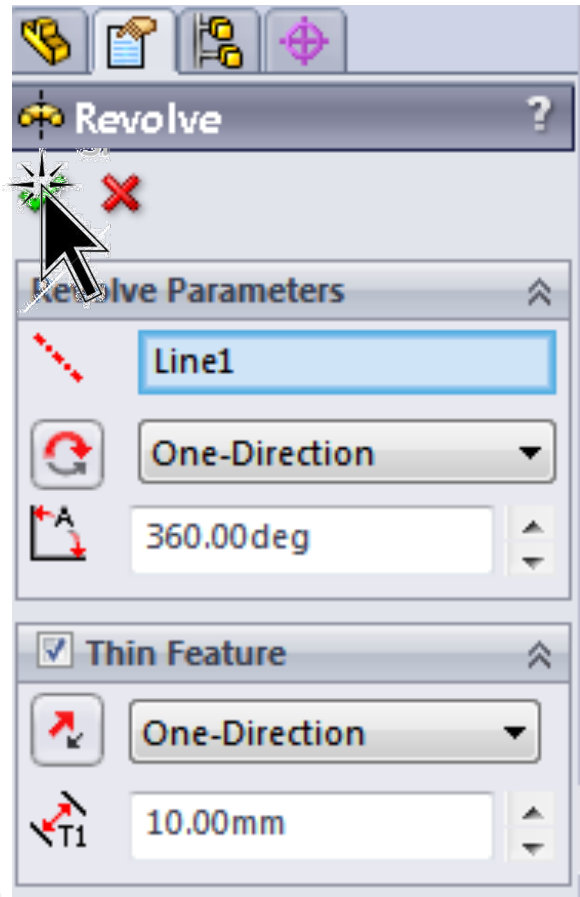 Revolve ?
Revolve Parameters
Line1
One-Direction
A
360.00deg
Thin Feature
One-Direction
T1
10.00mm